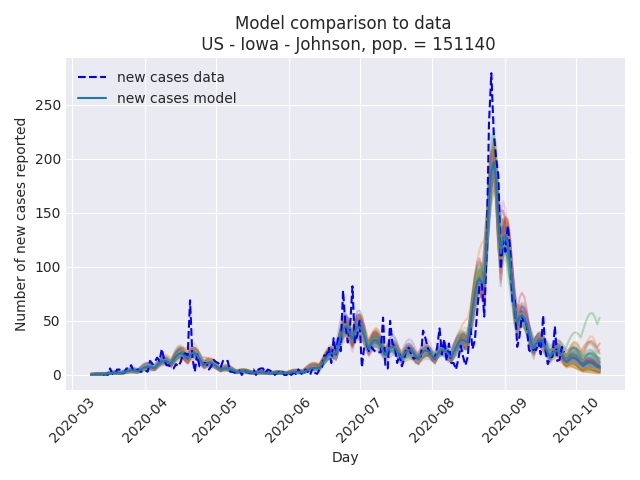 Model comparison to data
US - Iowa - Johnson, pop. = 151140
new cases data
new cases model
Number of new cases reported
250
200
150
100
50
0
2020-03
2020-04
2020-05
2020-06
2020-07
2020-08
2020-09
2020-10
Day